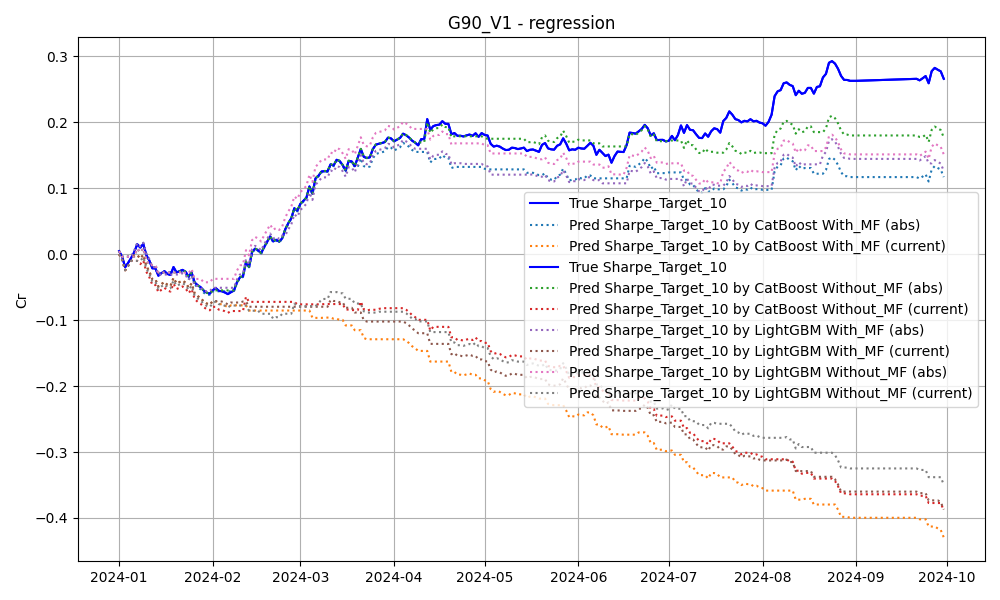 G90_V1 - regression
0.3
0.2
0.1
0.0
−0.1
−0.2
−0.3
−0.4
Cr
True Sharpe_Target_10
Pred Sharpe_Target_10 by CatBoost With_MF (abs)
Pred Sharpe_Target_10 by CatBoost With_MF (current)
True Sharpe_Target_10
Pred Sharpe_Target_10 by CatBoost Without_MF (abs)
Pred Sharpe_Target_10 by CatBoost Without_MF (current)
Pred Sharpe_Target_10 by LightGBM With_MF (abs)
Pred Sharpe_Target_10 by LightGBM With_MF (current)
Pred Sharpe_Target_10 by LightGBM Without_MF (abs)
Pred Sharpe_Target_10 by LightGBM Without_MF (current)
2024-01 2024-02 2024-03 2024-04 2024-05 2024-06 2024-07 2024-08 2024-09 2024-10